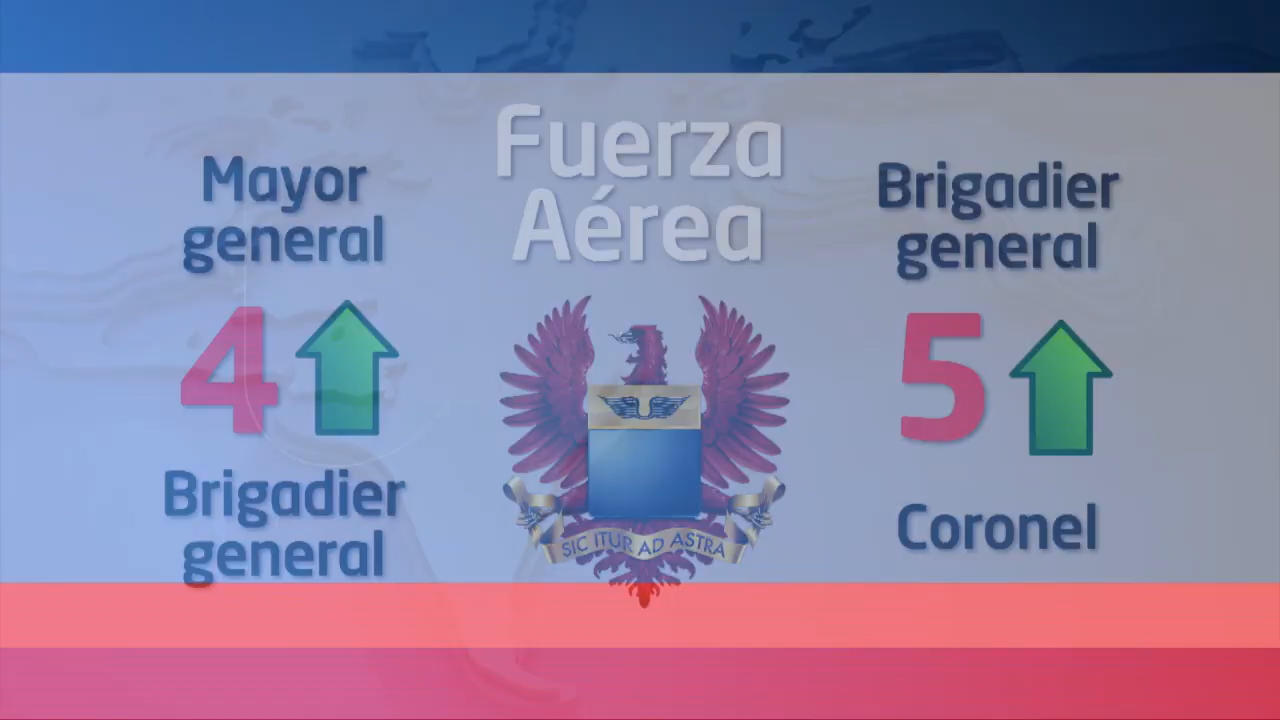 Fuerza
Aérea
Mayor
general
4
Brigadier
general
SIC ITUR AD ASTRA
Brigadier
general
5
Coronel